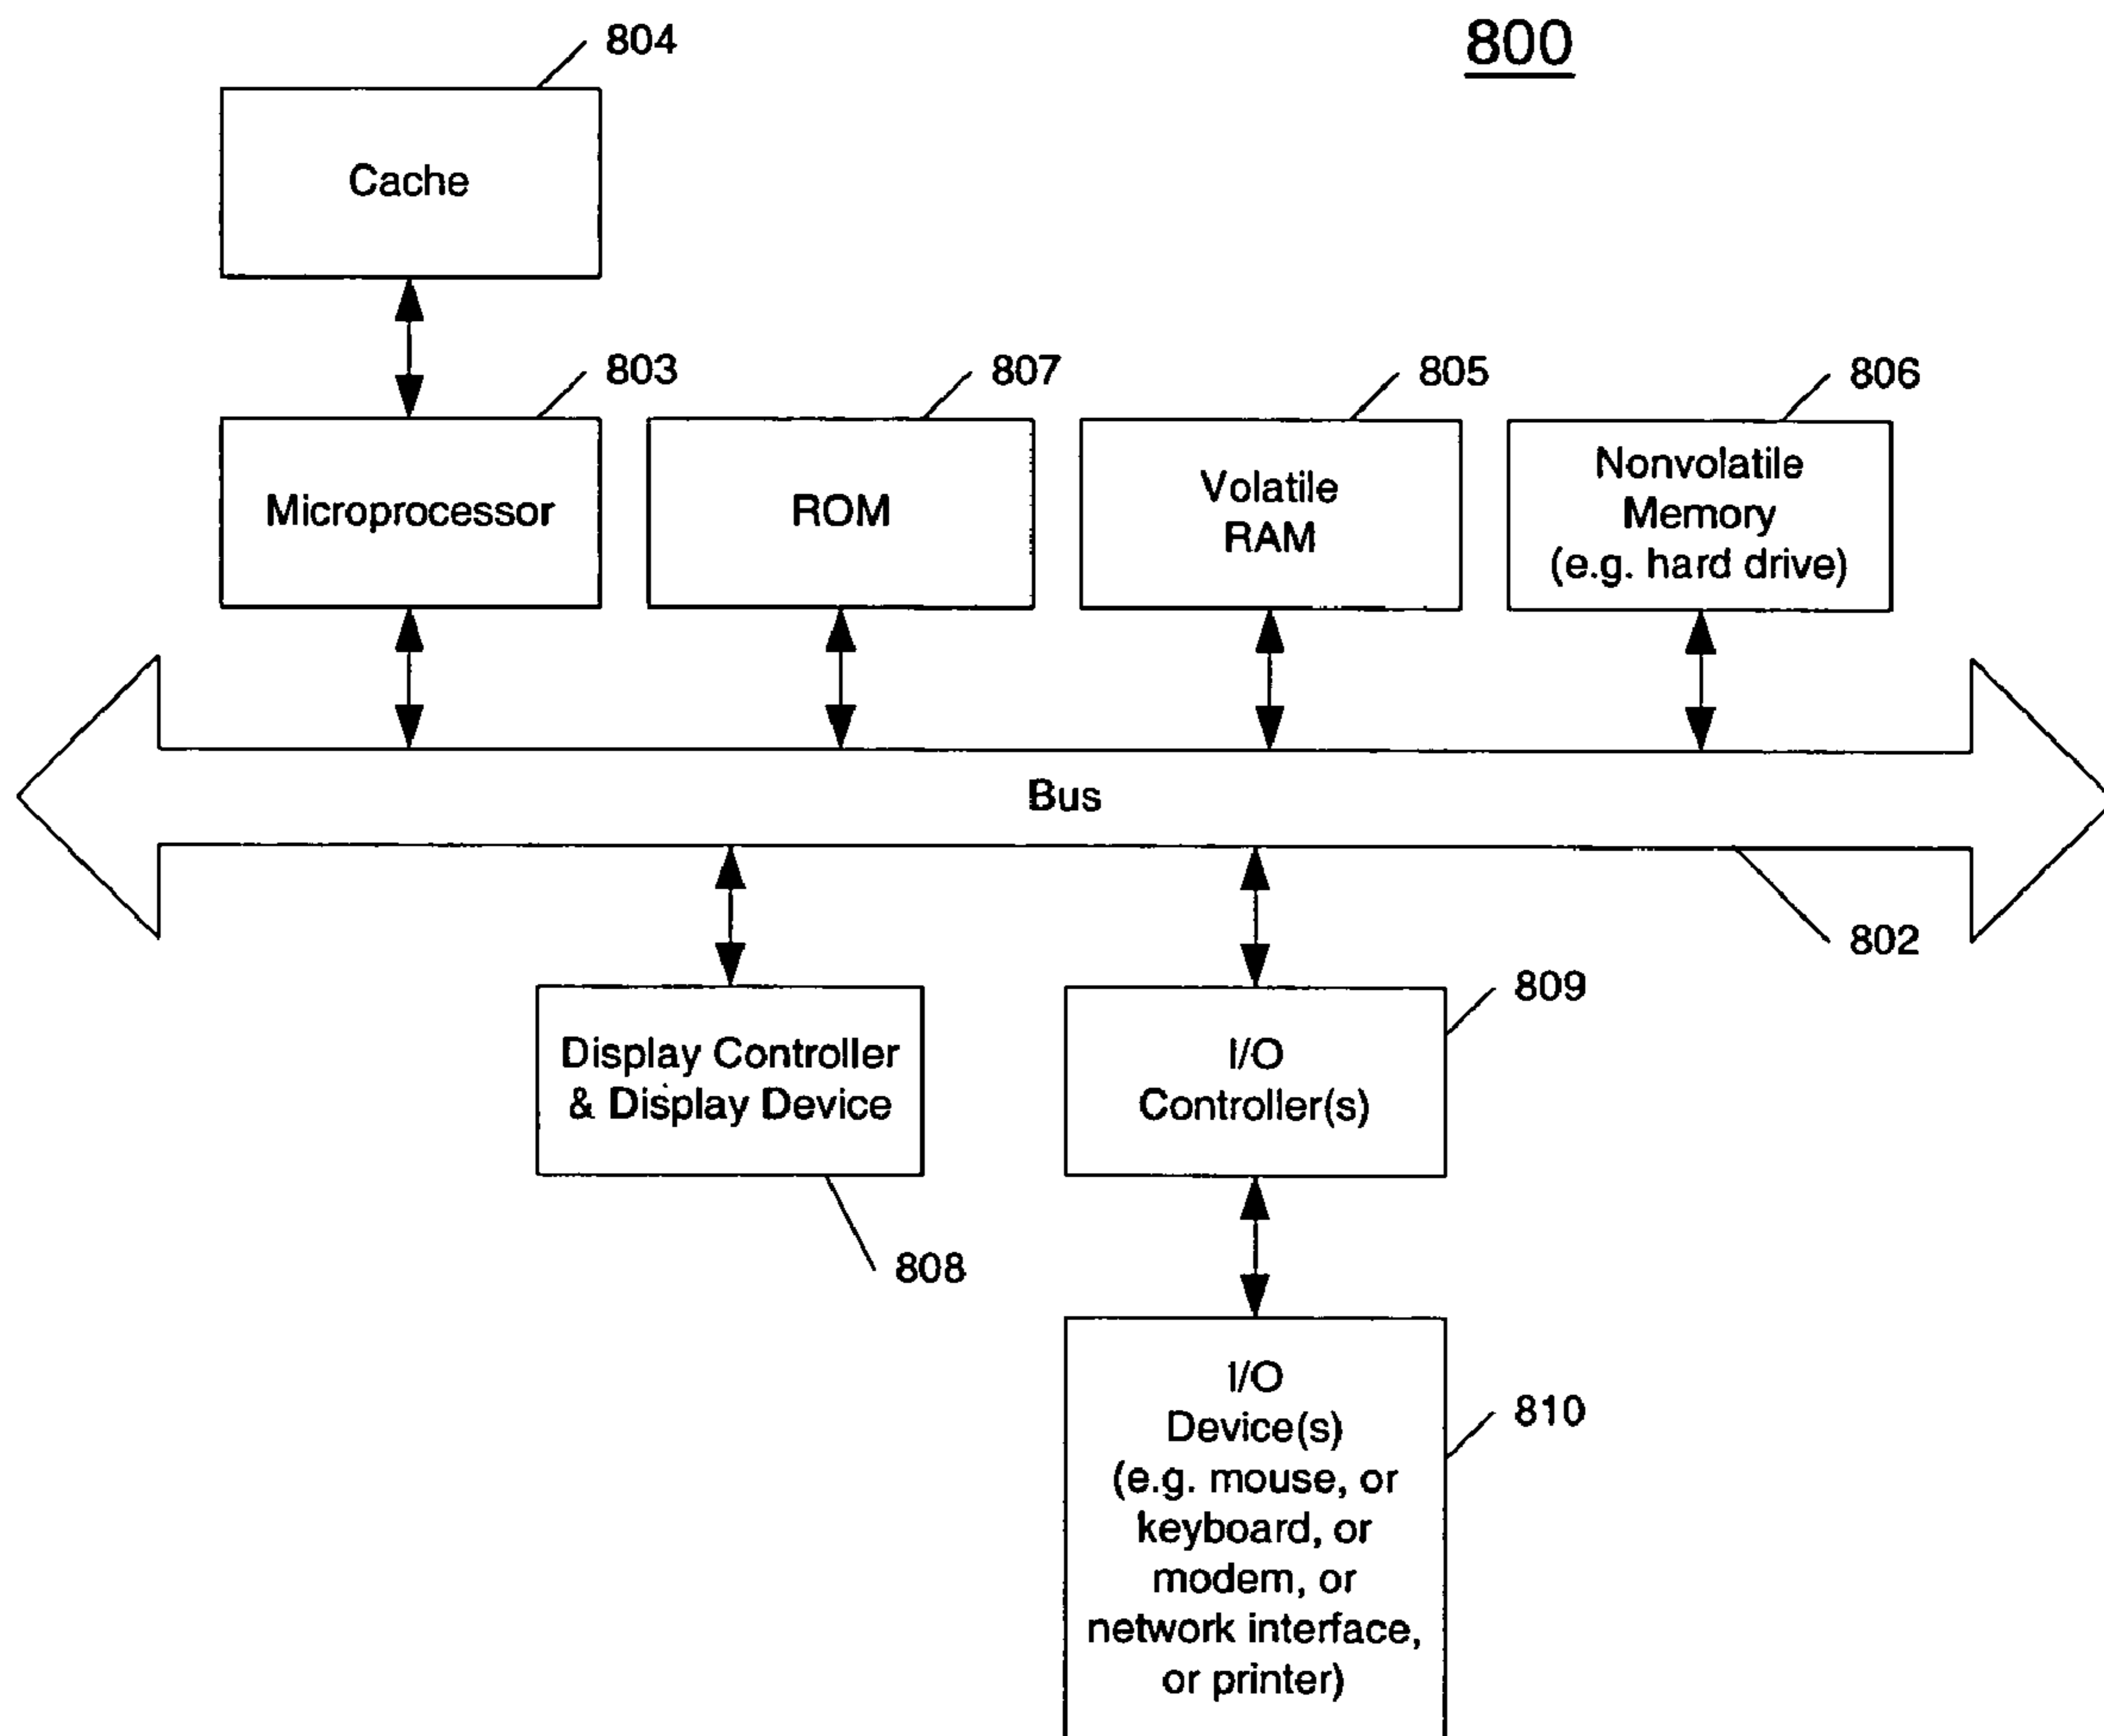 804
800
Cache
803
807
805
806
Microprocessor
ROM
Volatile
RAM
Nonvolatile
Memory
(e.g. hard drive)
Bus
802
809
Display Controller
& Display Device
I/O
Controller(s)
808
810
I/O
Device(s)
(e.g. mouse, or
keyboard, or
modem, or
network interface,
or printer)